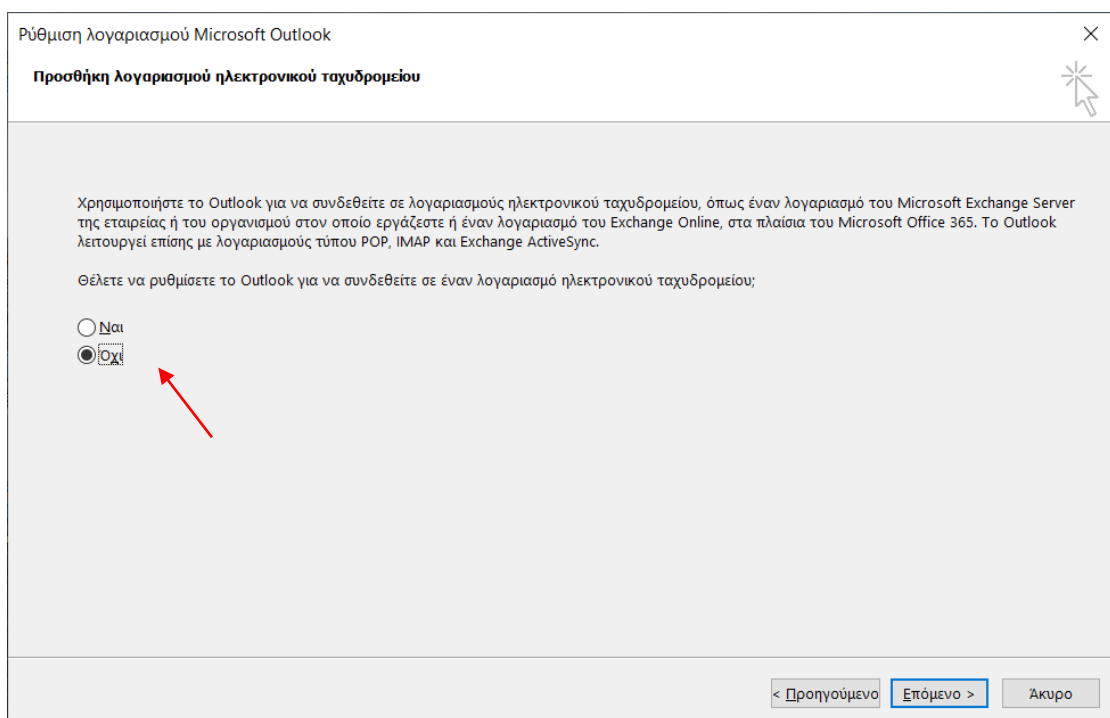 Ρύθμιση λογαριασμού Microsoft Outlook
Προσθήκη λογαριασμού ηλεκτρονικού ταχυδρομείου
Χρησιμοποιήστε το Outlook για να συνδεθείτε σε λογαριασμούς ηλεκτρονικού ταχυδρομείου, όπως έναν λογαριασμό του Microsoft Exchange Server
της εταιρείας ή του οργανισμού στον οποίο εργάζεστε ή έναν λογαριασμό του Exchange Online, στα πλαίσια του Microsoft Office 365. Το Outlook
λειτουργεί επίσης με λογαριασμούς τύπου POP, IMAP και Exchange ActiveSync.
Θέλετε να ρυθμίσετε το Outlook για να συνδεθείτε σε έναν λογαριασμό ηλεκτρονικού ταχυδρομείου;
Ναι
Όχι
< Προηγούμενο Επόμενο > Άκυρο